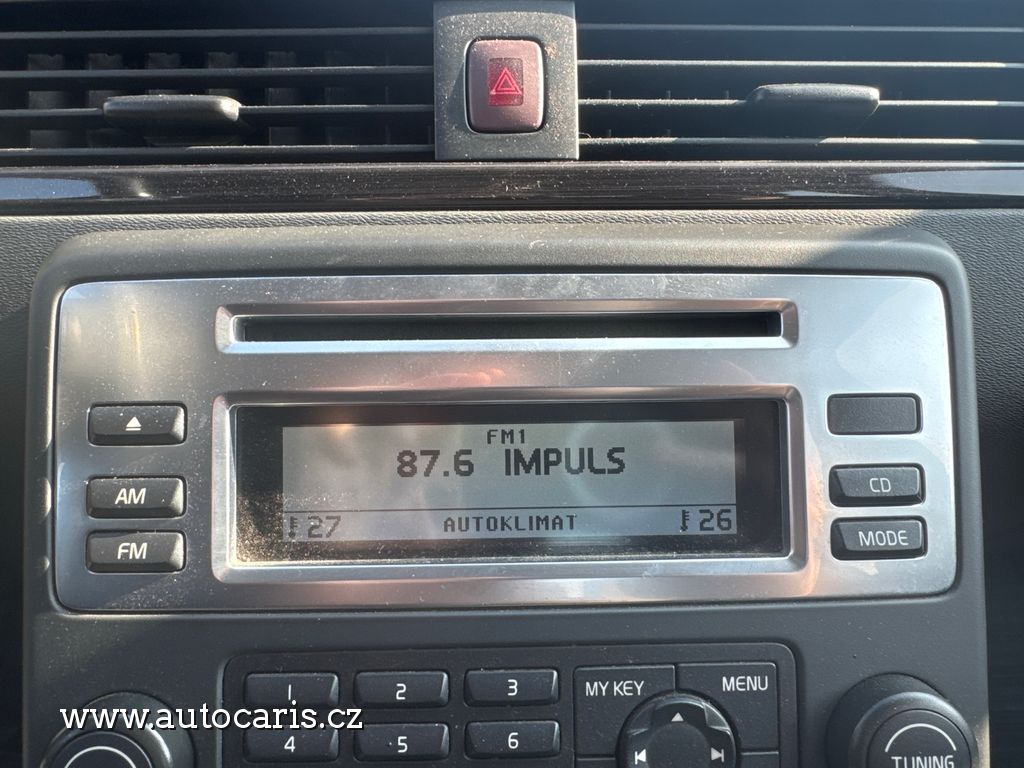 FM1
87.6 IMPULS
27 AUTOKLIMAT 26
AM
FM
CD
MODE
1 2 3
MY KEY MENU
4 5 6
TUNING
www.autocaris.cz